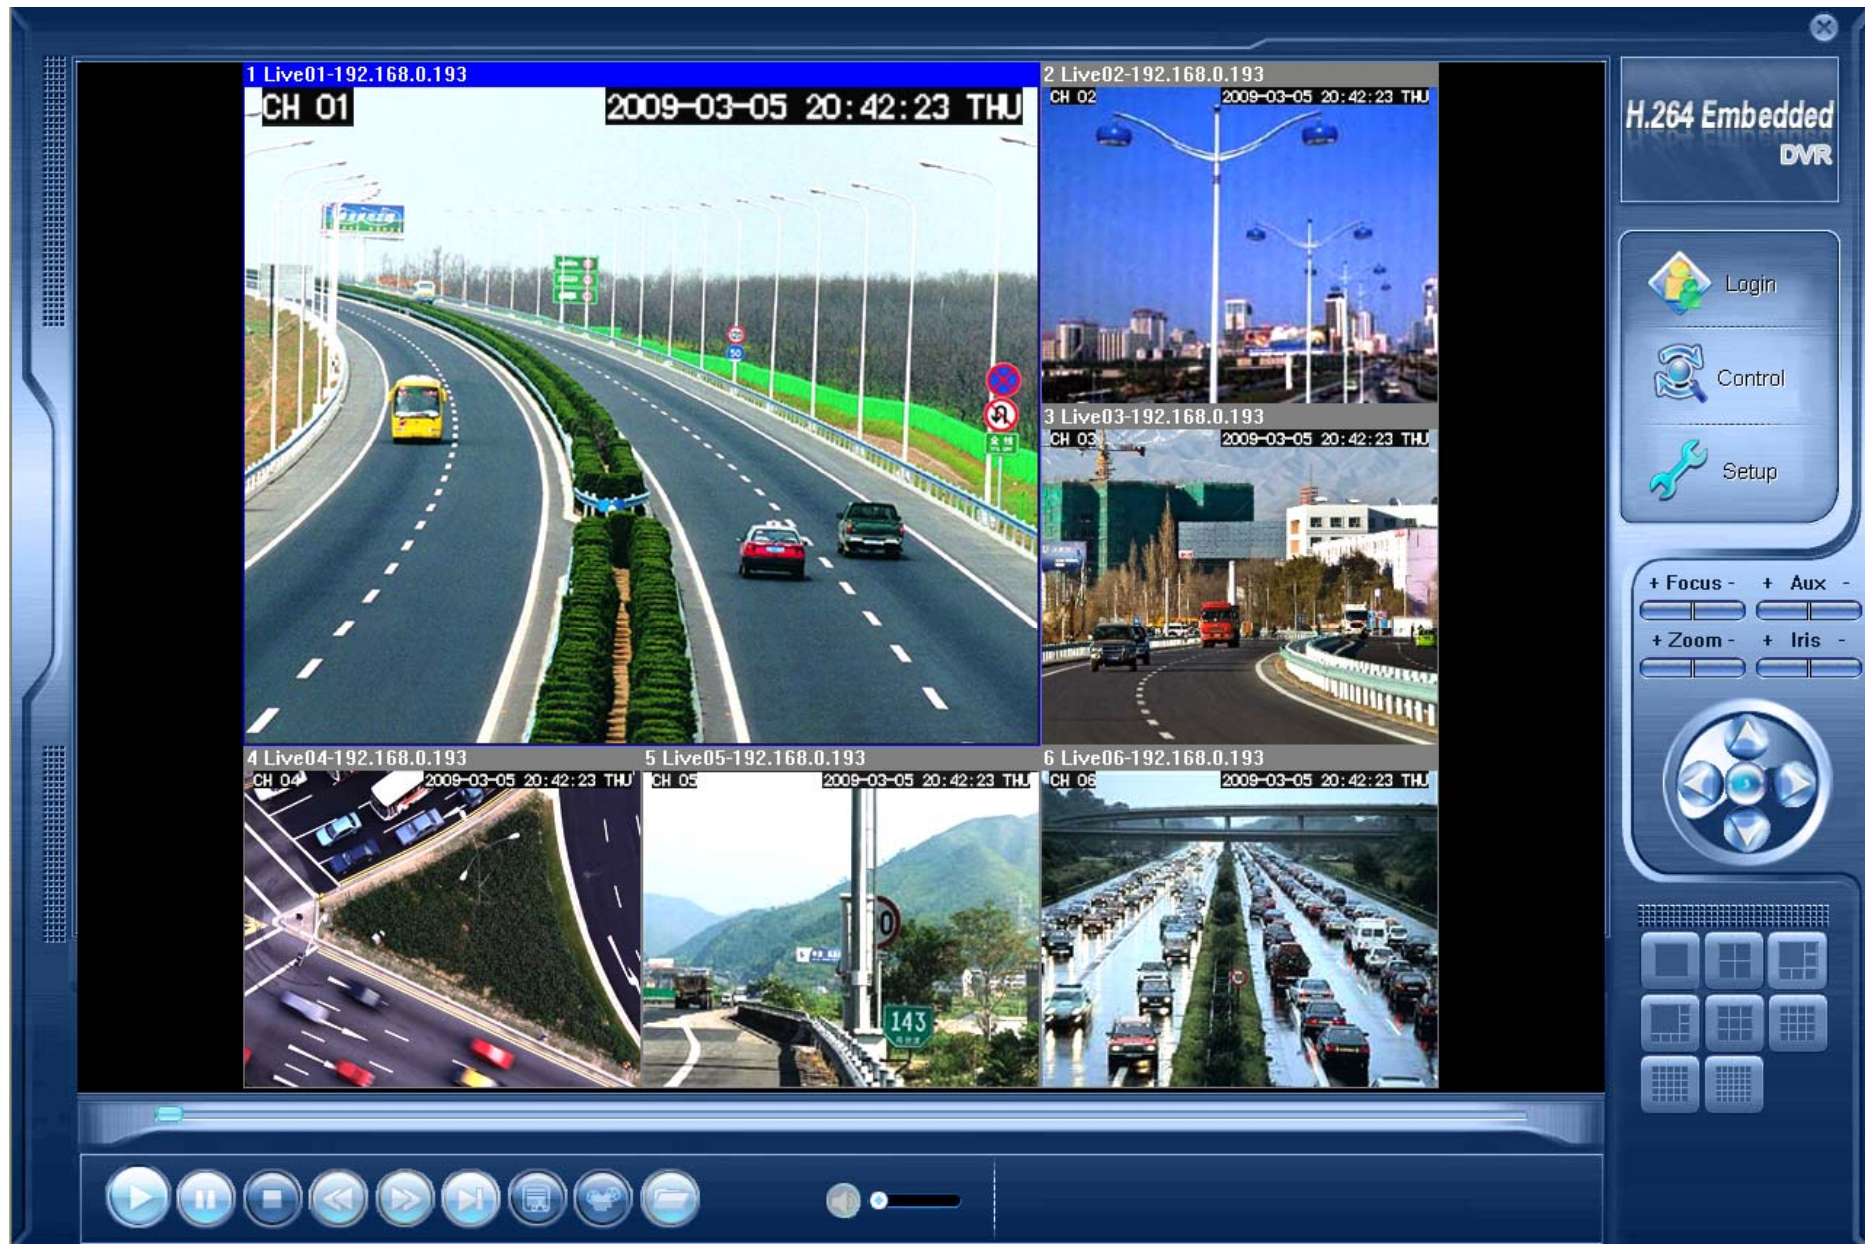 1 Live01-192.168.0.193
CH 01
2009-03-05 20:42:23 THU
50
2 Live02-192.168.0.193
CH 02
2009-03-05 20:42:23 THU
3 Live03-192.168.0.193
CH 03
2009-03-05 20:42:23 THU
4 Live04-192.168.0.193
CH 04
2009-03-05 20:42:23 THU
5 Live05-192.168.0.193
CH 05
2009-03-05 20:42:23 THU
0
143
6 Live06-192.168.0.193
CH 06
2009-03-05 20:42:23 THU
H.264 Embedded
DVR
Login
Control
Setup
+ Focus - + Aux -
+ Zoom - + Iris -